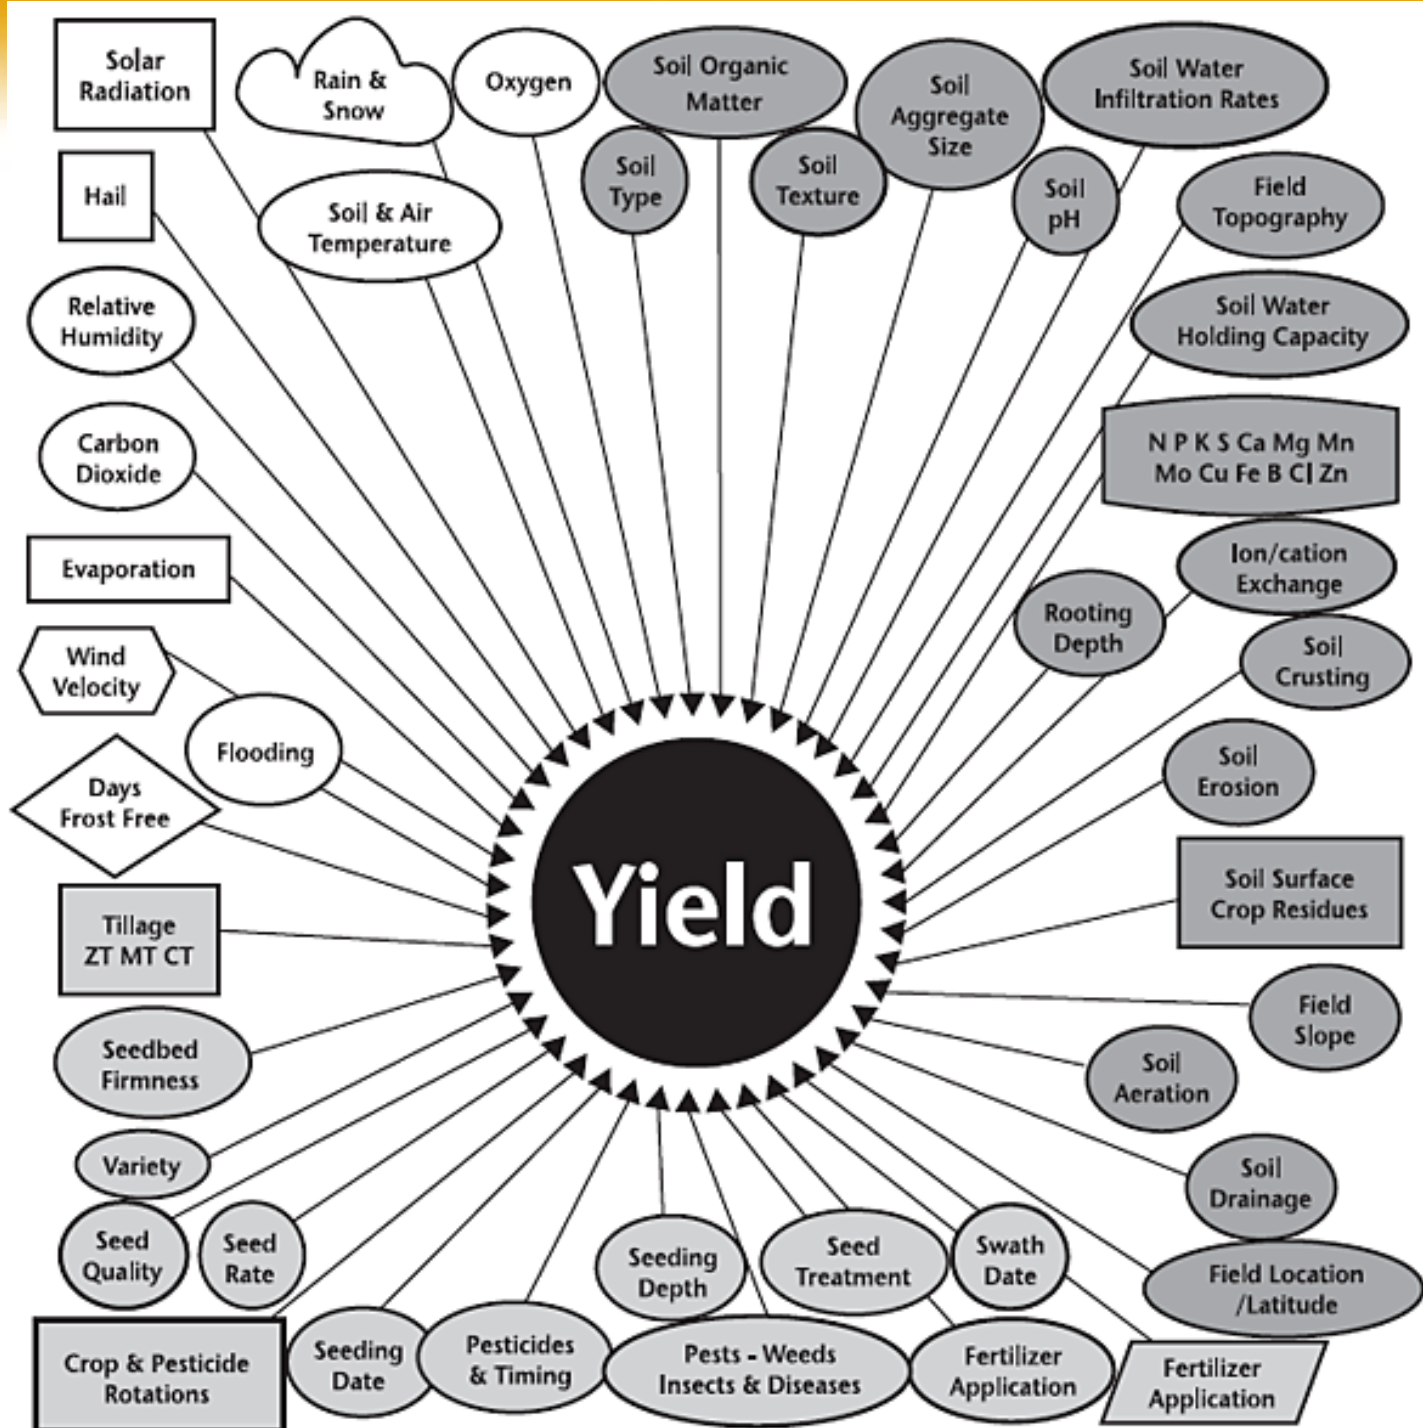 Solar
Radiation
Rain &
Snow
Oxygen
Soil Organic
Matter
Soil
Aggregate
Size
Soil Water
Infiltration Rates
Hail
Soil & Air
Temperature
Soil
Type
Soil
Texture
Soil
pH
Field
Topography
Relative
Humidity
Soil Water
Holding Capacity
Carbon
Dioxide
N P K S Ca Mg Mn
Mo Cu Fe B Cl Zn
Evaporation
Ion/cation
Exchange
Rooting
Depth
Wind
Velocity
Soil
Crusting
Flooding
Soil
Erosion
Days
Frost Free
Yield
Soil Surface
Crop Residues
Tillage
ZT MT CT
Field
Slope
Seedbed
Firmness
Soil
Aeration
Variety
Soil
Drainage
Seed
Quality
Seed
Rate
Seeding
Depth
Seed
Treatment
Swath
Date
Field Location
/Latitude
Crop & Pesticide
Rotations
Seeding
Date
Pesticides
& Timing
Pests - Weeds
Insects & Diseases
Fertilizer
Application
Fertilizer
Application